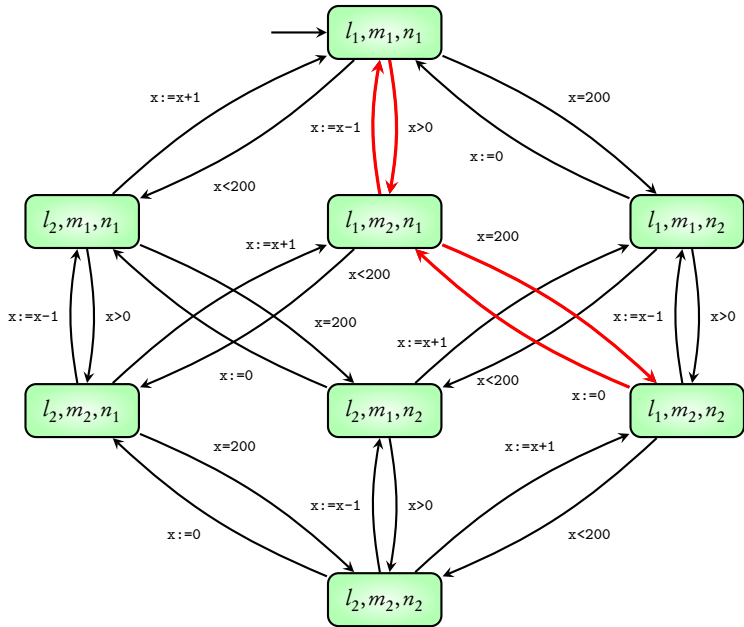 l1,m1,n1
x:=x+1
x=200
x:=x-1
x>0
x:=0
x<200
l2,m1,n1
l1,m2,n1
l1,m1,n2
x:=x+1
x=200
x<200
x:=x-1
x>0
x=200
x:=x-1
x>0
x:=x+1
x:=0
x<200
x:=0
l2,m2,n1
l2,m1,n2
l1,m2,n2
x=200
x:=x+1
x:=x-1
x>0
x:=0
x<200
l2,m2,n2